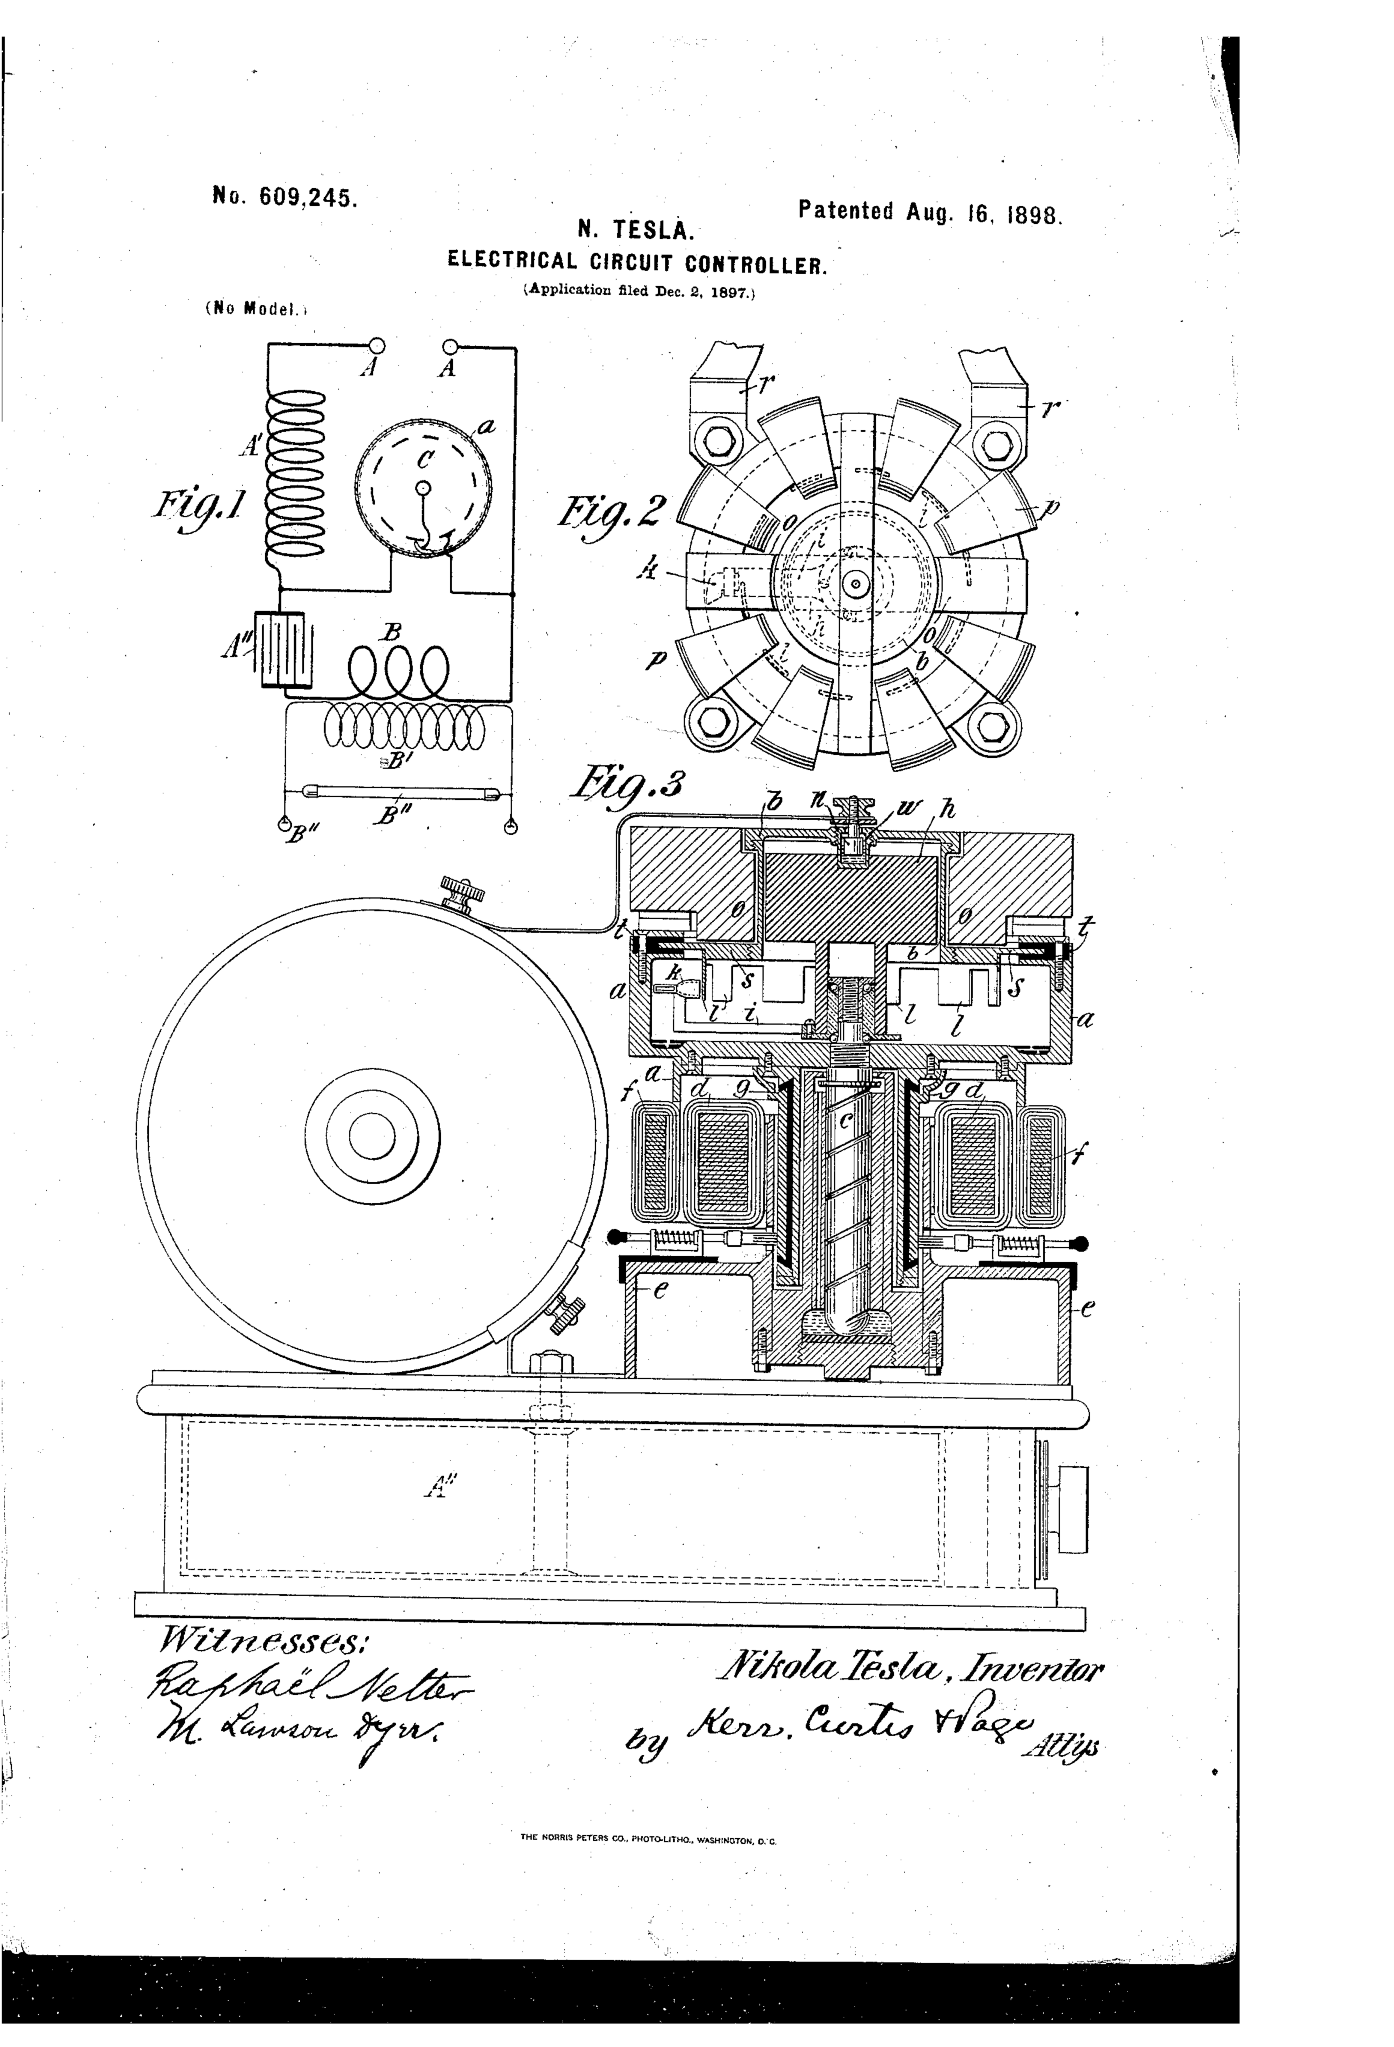 No. 609,245.
Patented Aug. 16, 1898.
N. TESLA.
ELECTRICAL CIRCUIT CONTROLLER.
(Application filed Dec. 2, 1897.)
(No Model.)
A A
A' a
C
Fig. 1
A" B
B'
B"
B"
Fig. 2
r r
p
o i l
k
i
o
p l b
Fig. 3
b n w h
o o
t t
k s b s
a l i l l a
a
f d g c g d
f
e e
A"
Witnesses:
Raphaël Netter
M. Lawson Dyer.
Nikola Tesla, Inventor
by Kerr, Curtis & Page
Attys
THE NORRIS PETERS CO., PHOTO-LITHO., WASHINGTON, D. C.